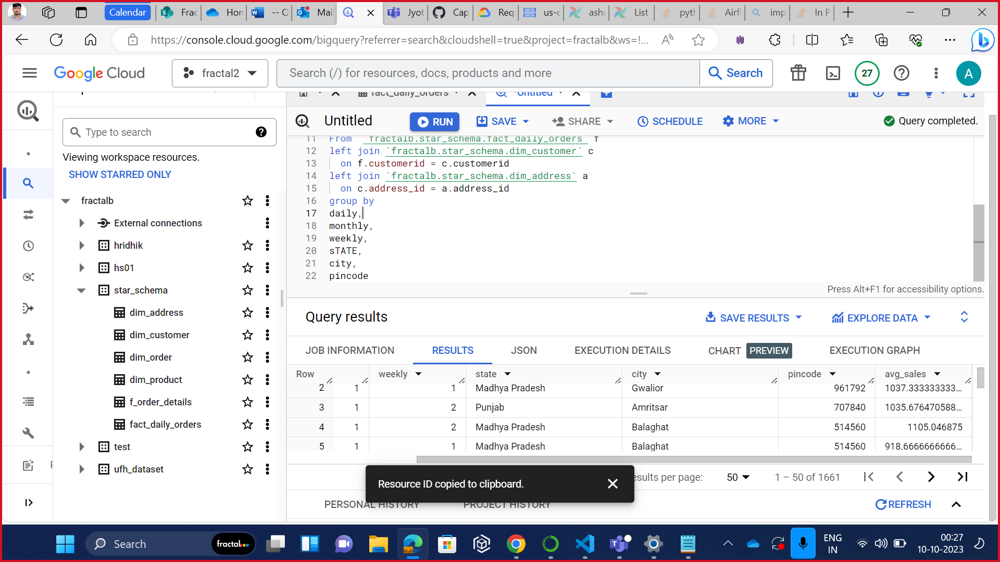 Calendar
Frac
Hon
-- Q
Mail
Jyot
Cap
Req
us-c
ashu
List
pyth
Airfl
imp
In P
https://console.cloud.google.com/bigquery?referrer=search&cloudshell=true&project=fractalb&ws=!...
Google Cloud
fractal2
Search (/) for resources, docs, products and more
Search
27
A
fact_daily_orders
*Untitled
Type to search
Viewing workspace resources.
SHOW STARRED ONLY
fractalb
External connections
hridhik
hs01
star_schema
dim_address
dim_customer
dim_order
dim_product
f_order_details
fact_daily_orders
test
ufh_dataset
Untitled
RUN
SAVE
SHARE
SCHEDULE
MORE
Query completed.
11 From `fractalb.star_schema.fact_daily_orders` f
12 left join `fractalb.star_schema.dim_customer` c
13 on f.customerid = c.customerid
14 left join `fractalb.star_schema.dim_address` a
15 on c.address_id = a.address_id
16 group by
17 daily,
18 monthly,
19 weekly,
20 sTATE,
21 city,
22 pincode
Press Alt+F1 for accessibility options.
Query results
SAVE RESULTS
EXPLORE DATA
JOB INFORMATION
RESULTS
JSON
EXECUTION DETAILS
CHART PREVIEW
EXECUTION GRAPH
Row weekly state city pincode avg_sales
2 1 1 Madhya Pradesh Gwalior 961792 1037.333333333...
3 1 2 Punjab Amritsar 707840 1035.676470588...
4 1 2 Madhya Pradesh Balaghat 514560 1105.046875
5 1 1 Madhya Pradesh Balaghat 514560 918.6666666666...
Resource ID copied to clipboard.
esults per page: 50 1 – 50 of 1661
PERSONAL HISTORY
PROJECT HISTORY
REFRESH
Search
fractal
ENG
IN
00:27
10-10-2023